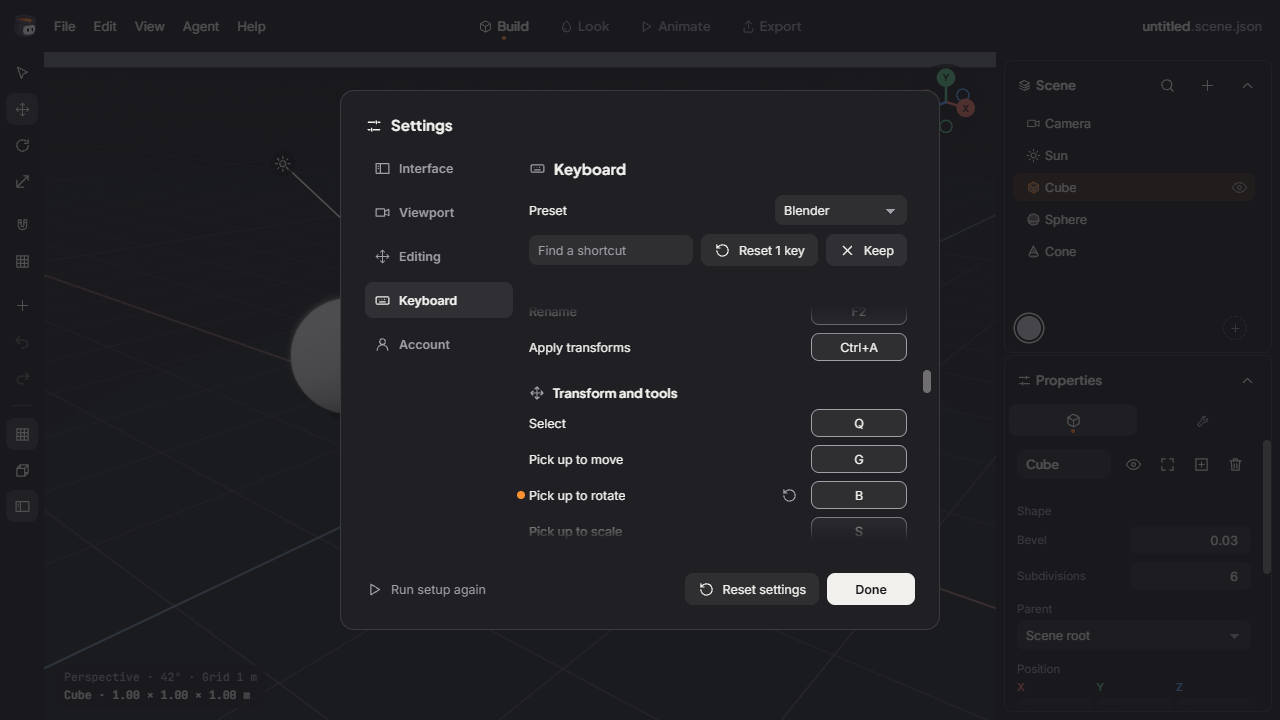 File Edit View Agent Help
Build Look Animate Export
untitled.scene.json
Y
X
Scene
Camera
Sun
Cube
Sphere
Cone
Settings
Interface
Viewport
Editing
Keyboard
Account
Keyboard
Preset Blender
Find a shortcut Reset 1 key Keep
Rename F2
Apply transforms Ctrl+A
Transform and tools
Select Q
Pick up to move G
Pick up to rotate B
Pick up to scale S
Run setup again Reset settings Done
Properties
Cube
Shape
Bevel 0.03
Subdivisions 6
Parent
Scene root
Position
X Y Z
Perspective · 42° · Grid 1 m
Cube · 1.00 × 1.00 × 1.00 m